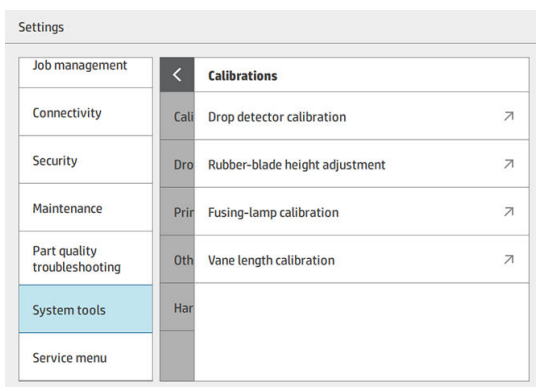 Settings
Job management
Connectivity
Security
Maintenance
Part quality
troubleshooting
System tools
Service menu
Cali
Dro
Prir
Oth
Har
Calibrations
Drop detector calibration
Rubber-blade height adjustment
Fusing-lamp calibration
Vane length calibration